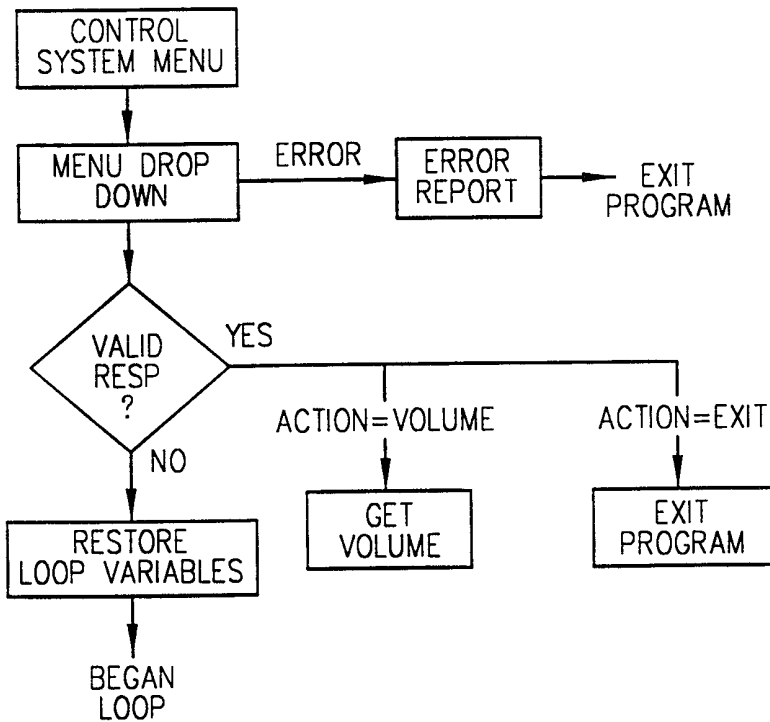 CONTROL
SYSTEM MENU
MENU DROP
DOWN
ERROR
ERROR
REPORT
EXIT
PROGRAM
VALID
RESP
?
YES
NO
ACTION=VOLUME
ACTION=EXIT
GET
VOLUME
EXIT
PROGRAM
RESTORE
LOOP VARIABLES
BEGAN
LOOP